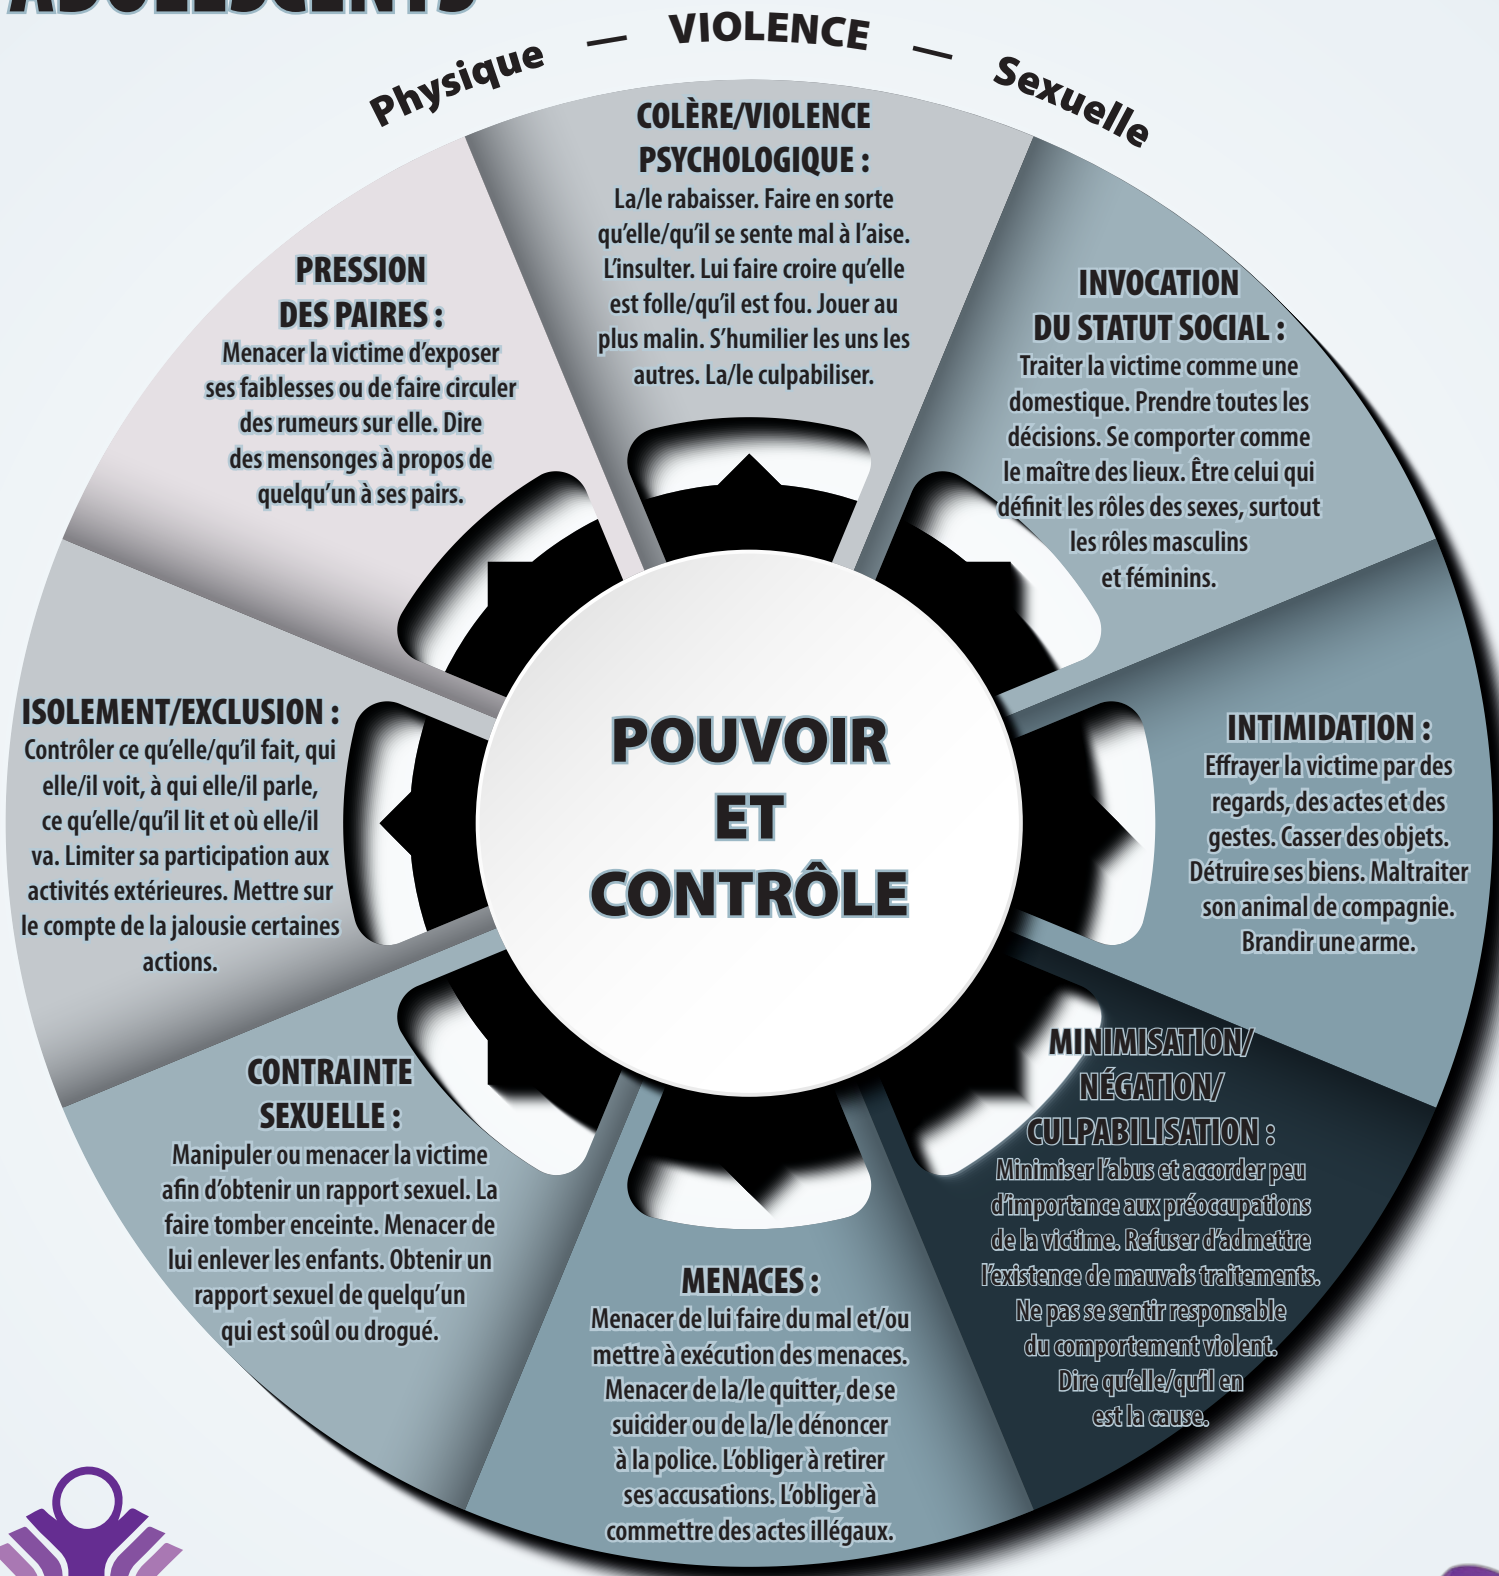 ADOLESCENTS
Physique — VIOLENCE — Sexuelle
COLÈRE/VIOLENCE
PSYCHOLOGIQUE :
La/le rabaisser. Faire en sorte
qu'elle/qu'il se sente mal à l'aise.
L'insulter. Lui faire croire qu'elle
est folle/qu'il est fou. Jouer au
plus malin. S'humilier les uns les
autres. La/le culpabiliser.
INVOCATION
DU STATUT SOCIAL :
Traiter la victime comme une
domestique. Prendre toutes les
décisions. Se comporter comme
le maître des lieux. Être celui qui
définit les rôles des sexes, surtout
les rôles masculins
et féminins.
INTIMIDATION :
Effrayer la victime par des
regards, des actes et des
gestes. Casser des objets.
Détruire ses biens. Maltraiter
son animal de compagnie.
Brandir une arme.
MINIMISATION/
NÉGATION/
CULPABILISATION :
Minimiser l'abus et accorder peu
d'importance aux préoccupations
de la victime. Refuser d'admettre
l'existence de mauvais traitements.
Ne pas se sentir responsable
du comportement violent.
Dire qu'elle/qu'il en
est la cause.
MENACES :
Menacer de lui faire du mal et/ou
mettre à exécution des menaces.
Menacer de la/le quitter, de se
suicider ou de la/le dénoncer
à la police. L'obliger à retirer
ses accusations. L'obliger à
commettre des actes illégaux.
CONTRAINTE
SEXUELLE :
Manipuler ou menacer la victime
afin d'obtenir un rapport sexuel. La
faire tomber enceinte. Menacer de
lui enlever les enfants. Obtenir un
rapport sexuel de quelqu'un
qui est soûl ou drogué.
ISOLEMENT/EXCLUSION :
Contrôler ce qu'elle/qu'il fait, qui
elle/il voit, à qui elle/il parle,
ce qu'elle/qu'il lit et où elle/il
va. Limiter sa participation aux
activités extérieures. Mettre sur
le compte de la jalousie certaines
actions.
PRESSION
DES PAIRES :
Menacer la victime d'exposer
ses faiblesses ou de faire circuler
des rumeurs sur elle. Dire
des mensonges à propos de
quelqu'un à ses pairs.
POUVOIR
ET
CONTRÔLE